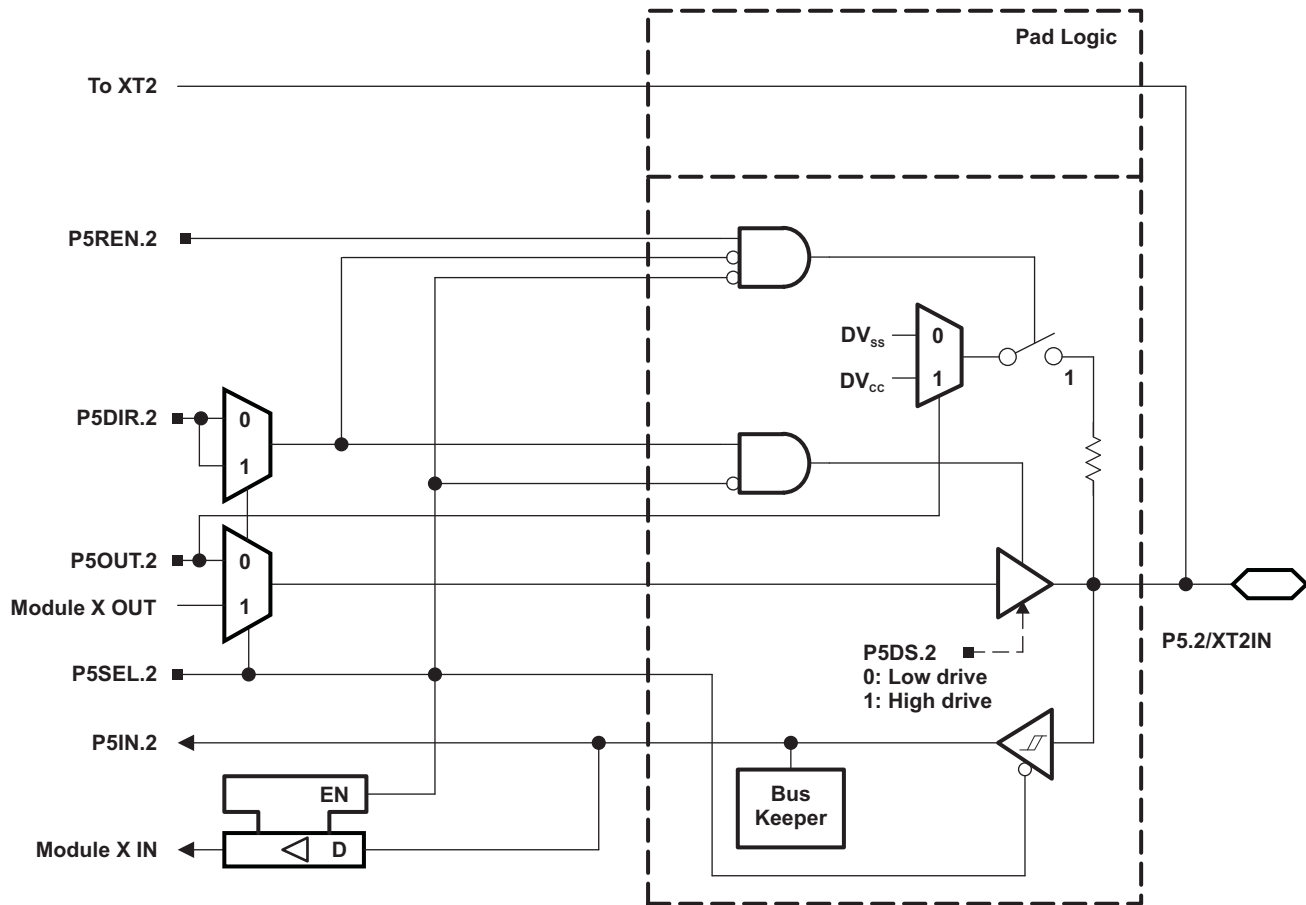 Pad Logic
To XT2
P5REN.2
DVSS
0
DVCC
1
1
P5DIR.2
0
1
P5OUT.2
0
Module X OUT
1
P5DS.2
0: Low drive
1: High drive
P5.2/XT2IN
P5SEL.2
P5IN.2
EN
Bus
Keeper
Module X IN
D